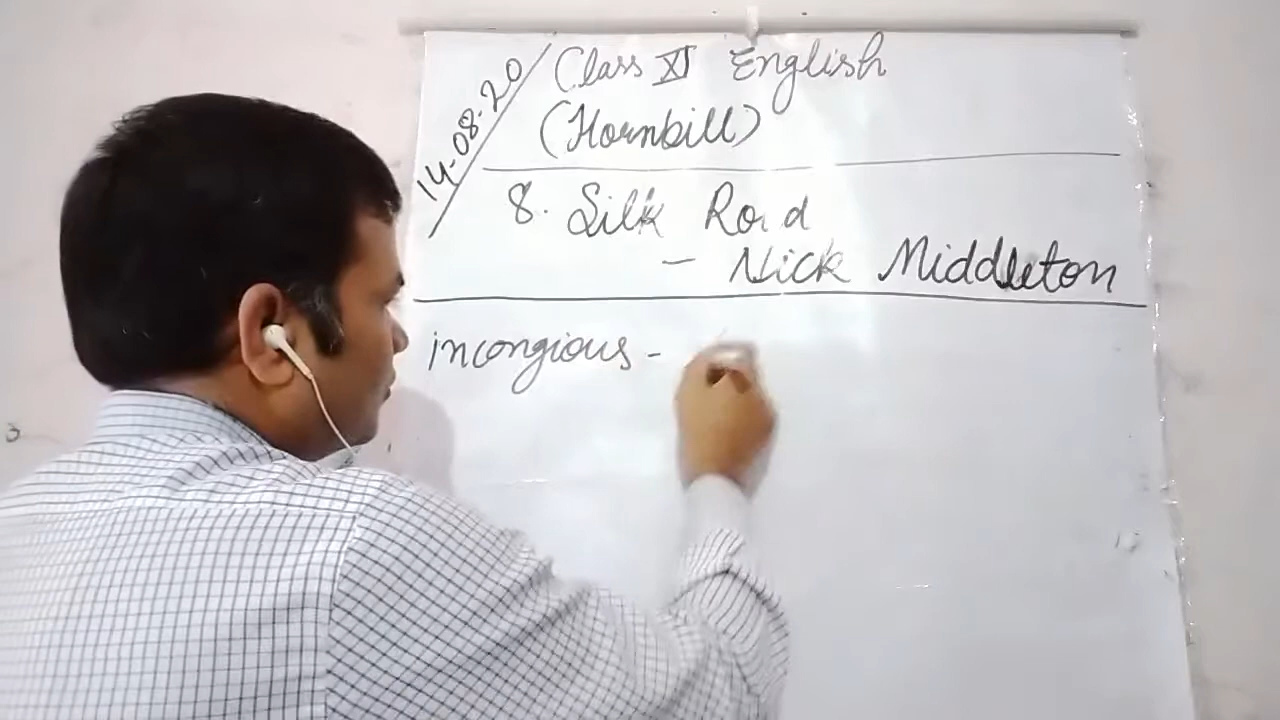 14-08-20
Class XI English
(Hornbill)
8. Silk Road
- Nick Middleton
incongious -